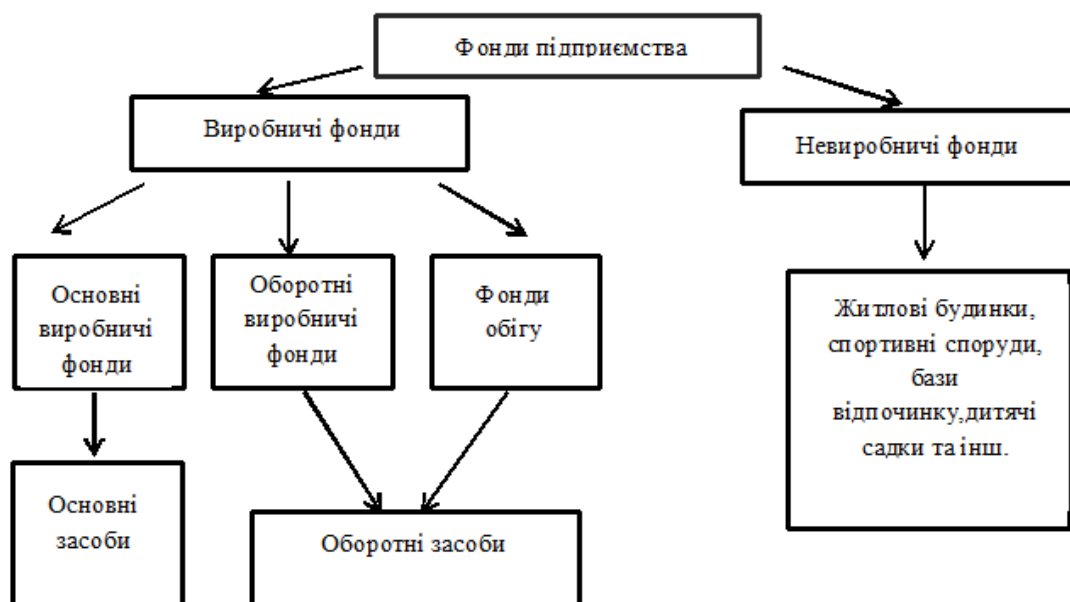 Фонди підприємства
Виробничі фонди
Невиробничі фонди
Основні
виробничі
фонди
Оборотні
виробничі
фонди
Фонди
обігу
Житлові будинки,
спортивні споруди,
бази
відпочинку,дитячі
садки та інш.
Основні
засоби
Оборотні засоби